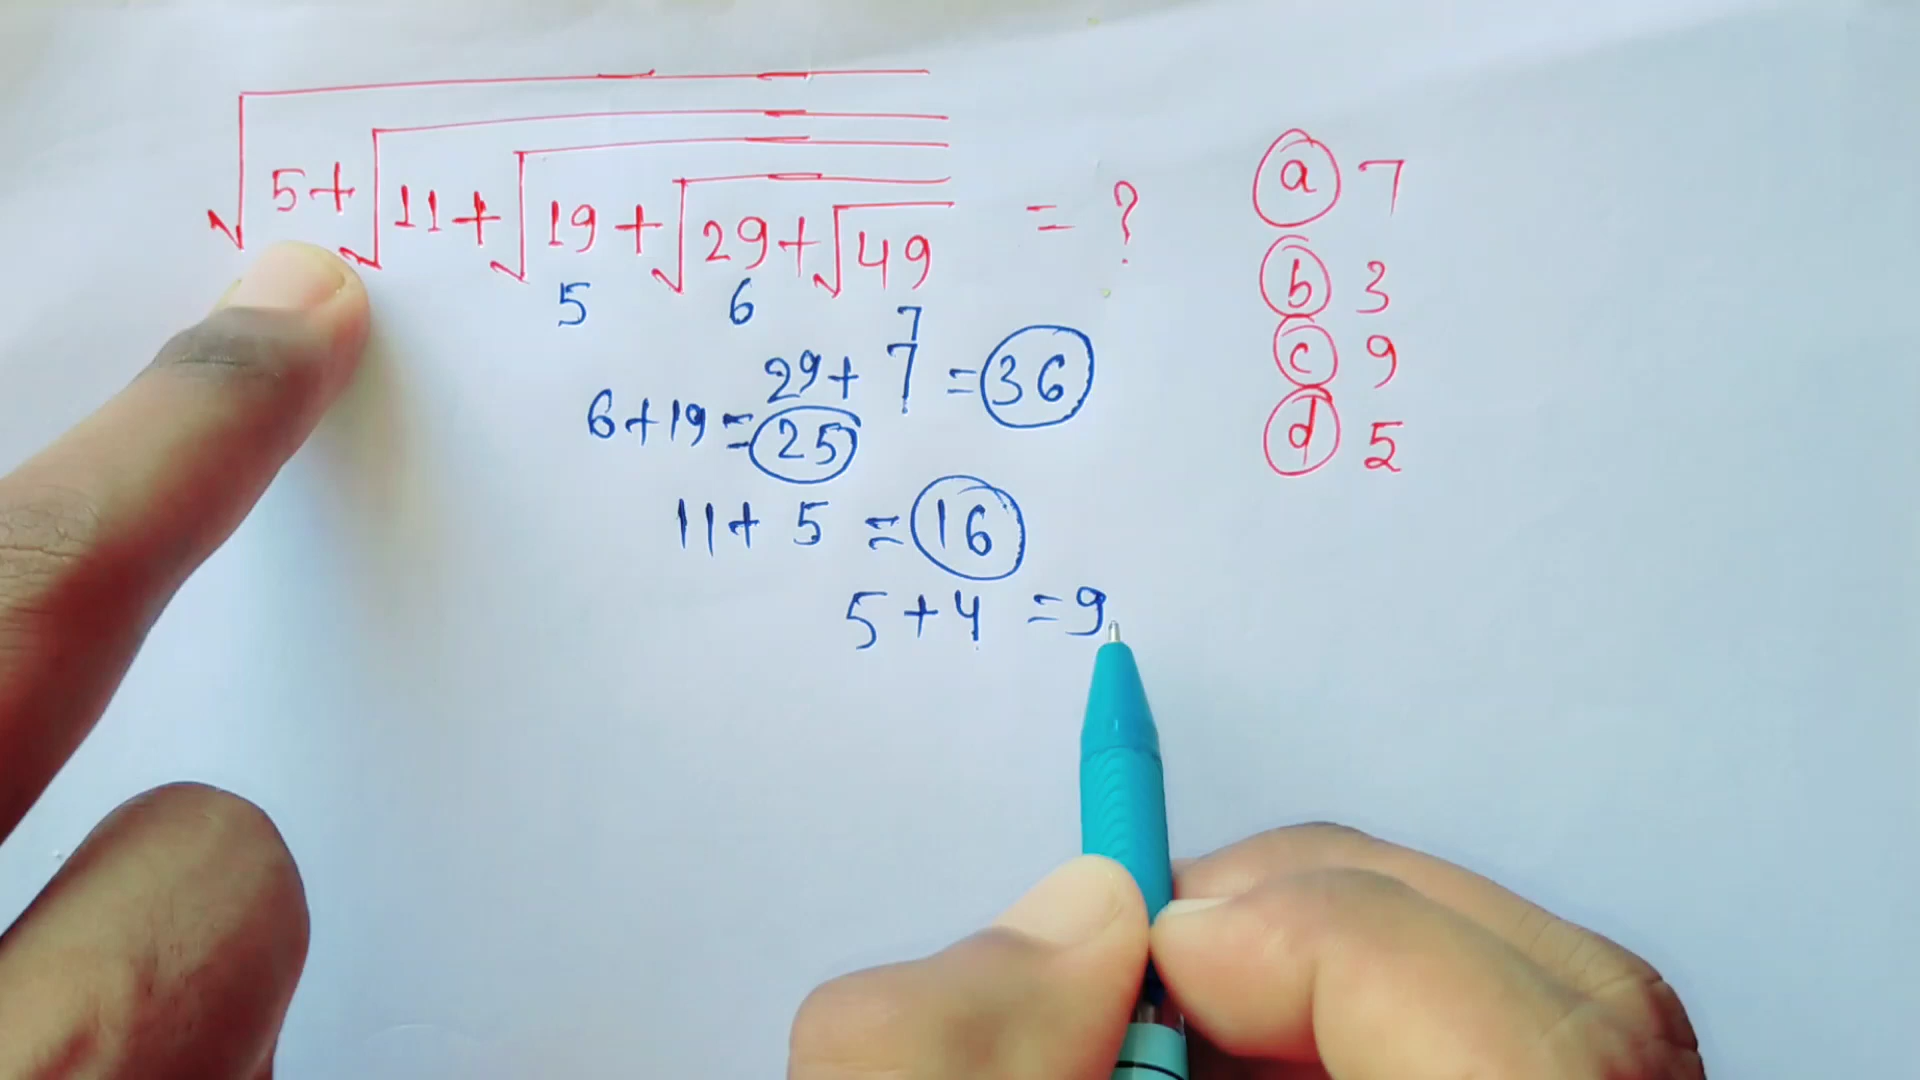 √5+√11+√19+√29+√49 = ?
5 6 7
29+ 7 =36
6+19=25
11+ 5 =16
5+4 =9
a 7
b 3
c 9
d 5